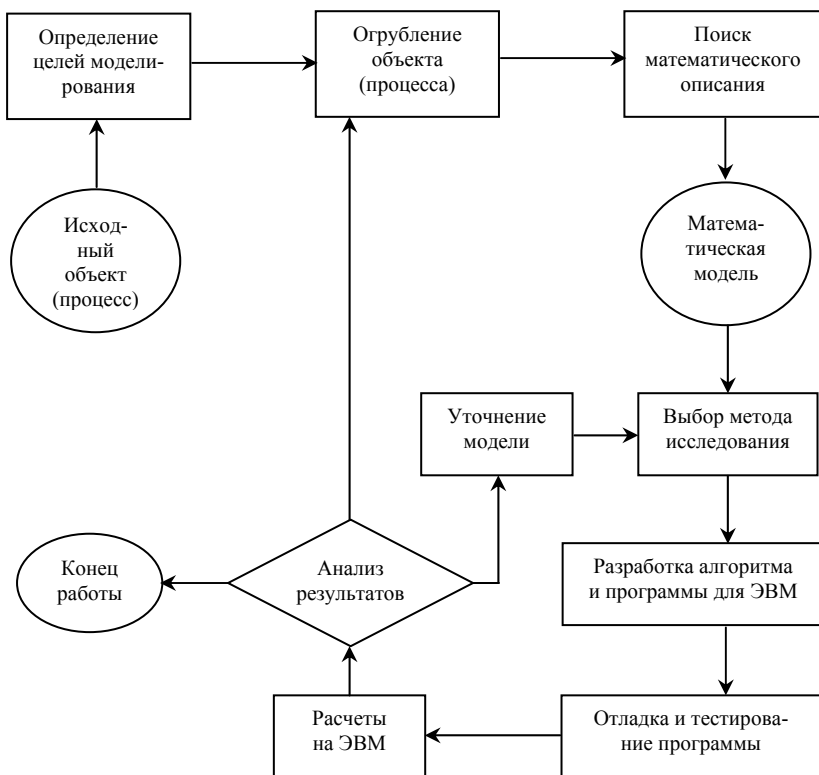 Определение
целей модели-
рования
Огрубление
объекта
(процесса)
Поиск
математического
описания
Исход-
ный
объект
(процесс)
Матема-
тическая
модель
Уточнение
модели
Выбор метода
исследования
Конец
работы
Анализ
результатов
Разработка алгоритма
и программы для ЭВМ
Расчеты
на ЭВМ
Отладка и тестирова-
ние программы